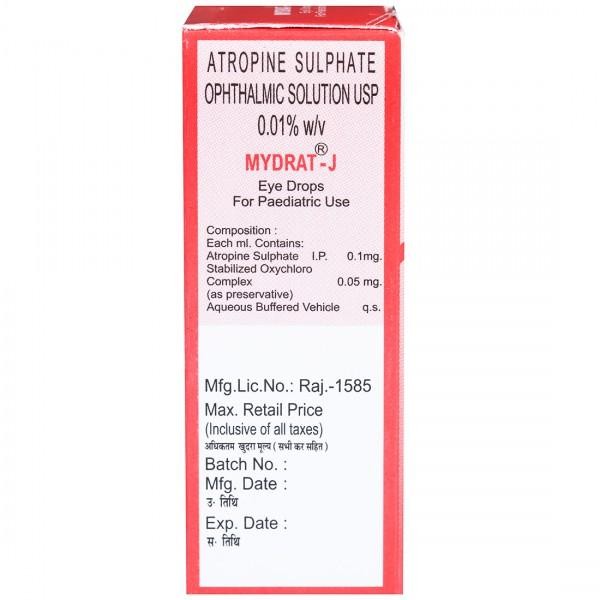 ATROPINE SULPHATE
OPHTHALMIC SOLUTION USP
0.01% w/v
MYDRAT®-J
Eye Drops
For Paediatric Use
Composition :
Each ml. Contains:
Atropine Sulphate I.P. 0.1mg.
Stabilized Oxychloro
Complex 0.05 mg.
(as preservative)
Aqueous Buffered Vehicle q.s.
Mfg.Lic.No.: Raj.-1585
Max. Retail Price
(Inclusive of all taxes)
अधिकतम खुदरा मूल्य ( सभी कर सहित )
Batch No. :
Mfg. Date :
उ॰ तिथि
Exp. Date :
स॰ तिथि